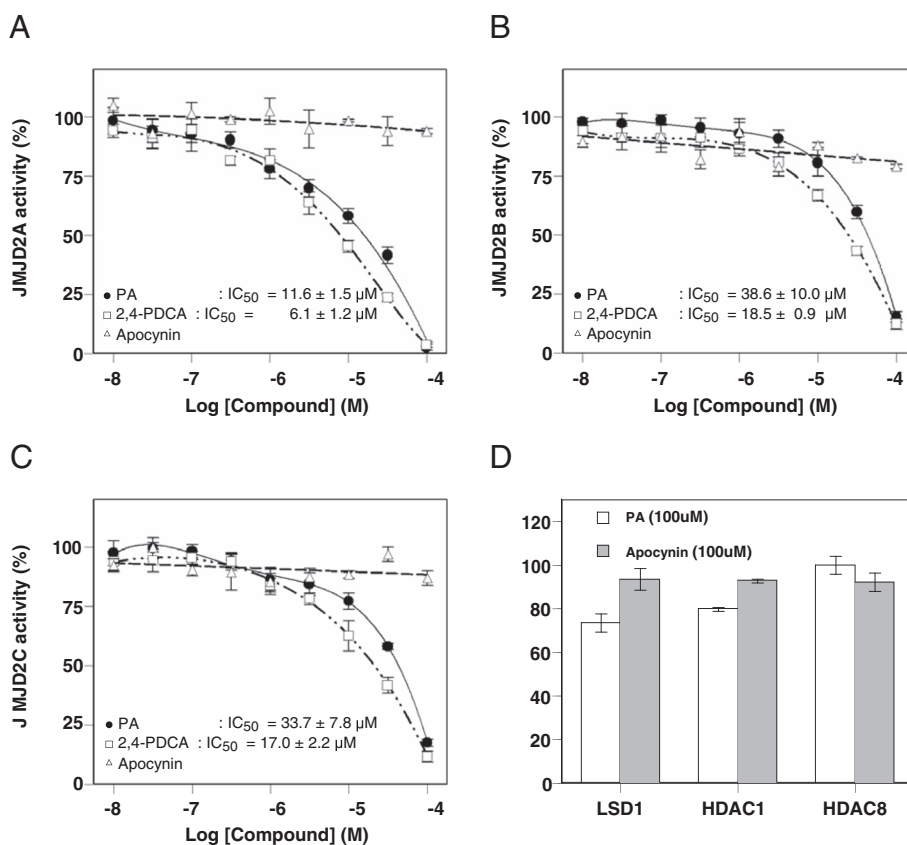 A
JMJD2A activity (%)
100
75
50
25
0
● PA : IC50 = 11.6 ± 1.5 µM
□ 2,4-PDCA : IC50 = 6.1 ± 1.2 µM
△ Apocynin
-8 -7 -6 -5 -4
Log [Compound] (M)
B
JMJD2B activity (%)
100
75
50
25
0
● PA : IC50 = 38.6 ± 10.0 µM
□ 2,4-PDCA : IC50 = 18.5 ± 0.9 µM
△ Apocynin
-8 -7 -6 -5 -4
Log [Compound] (M)
C
J MJD2C activity (%)
100
75
50
25
0
● PA : IC50 = 33.7 ± 7.8 µM
□ 2,4-PDCA : IC50 = 17.0 ± 2.2 µM
△ Apocynin
-8 -7 -6 -5 -4
Log [Compound] (M)
D
120
100
80
60
40
20
0
PA (100uM)
Apocynin (100uM)
LSD1 HDAC1 HDAC8